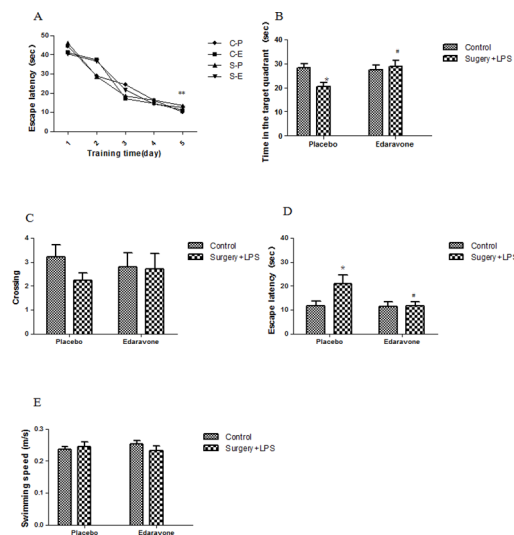 A
Escape latency (sec)
50
40
30
20
10
0
C-P
C-E
S-P
S-E
**
1
2
3
4
5
Training time(day)
B
Time in the target quadrant (sec)
40
30
20
10
0
Control
Sugery+LPS
*
Placebo
Edaravone
C
Crossing
4
3
2
1
0
Control
Surgery+LPS
Placebo
Edaravone
D
Escape latency (sec)
40
30
20
10
0
Control
Sugery+LPS
*
Placebo
Edaravone
E
Swimming speed (m/s)
0.3
0.2
0.1
0.0
Control
Surgery+LPS
Placebo
Edaravone